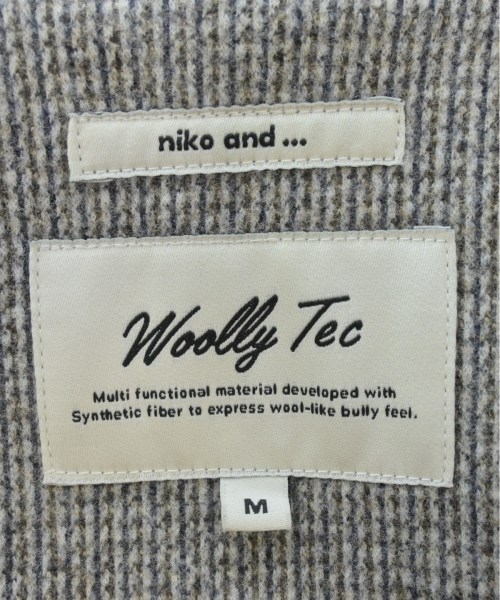 niko and ...
Woolly Tec
Multi functional material developed with
Synthetic fiber to express wool-like bully feel.
M